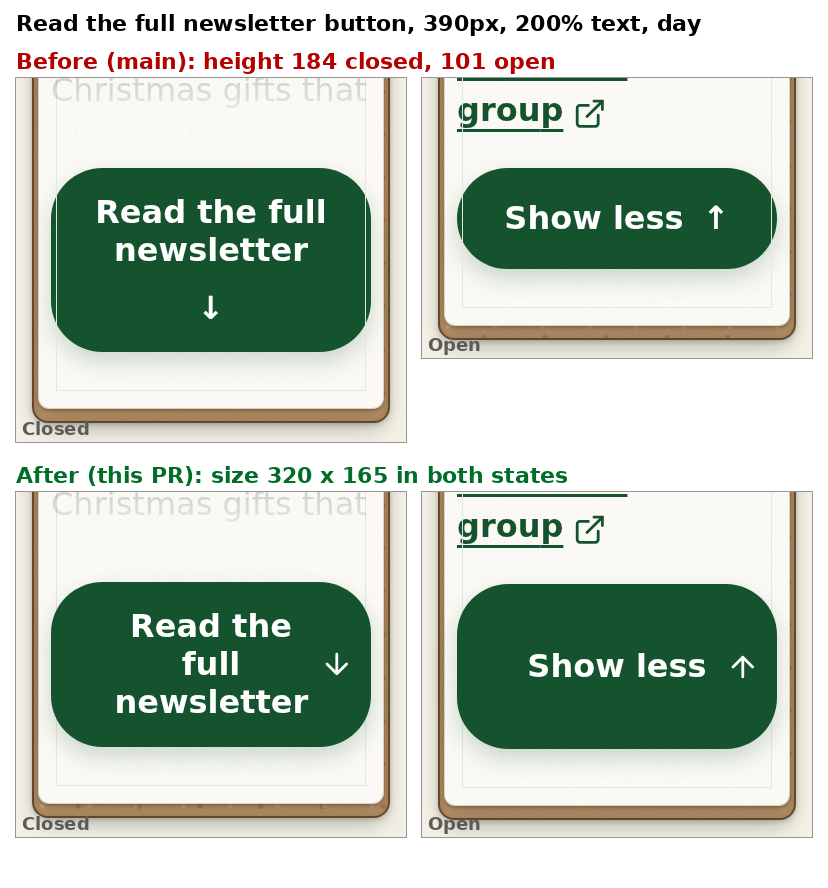 Read the full newsletter button, 390px, 200% text, day
Before (main): height 184 closed, 101 open
Christmas gifts that
Read the full
newsletter
↓
Closed
group
Show less ↑
Open
After (this PR): size 320 x 165 in both states
Christmas gifts that
Read the
full
newsletter
↓
Closed
group
Show less ↑
Open